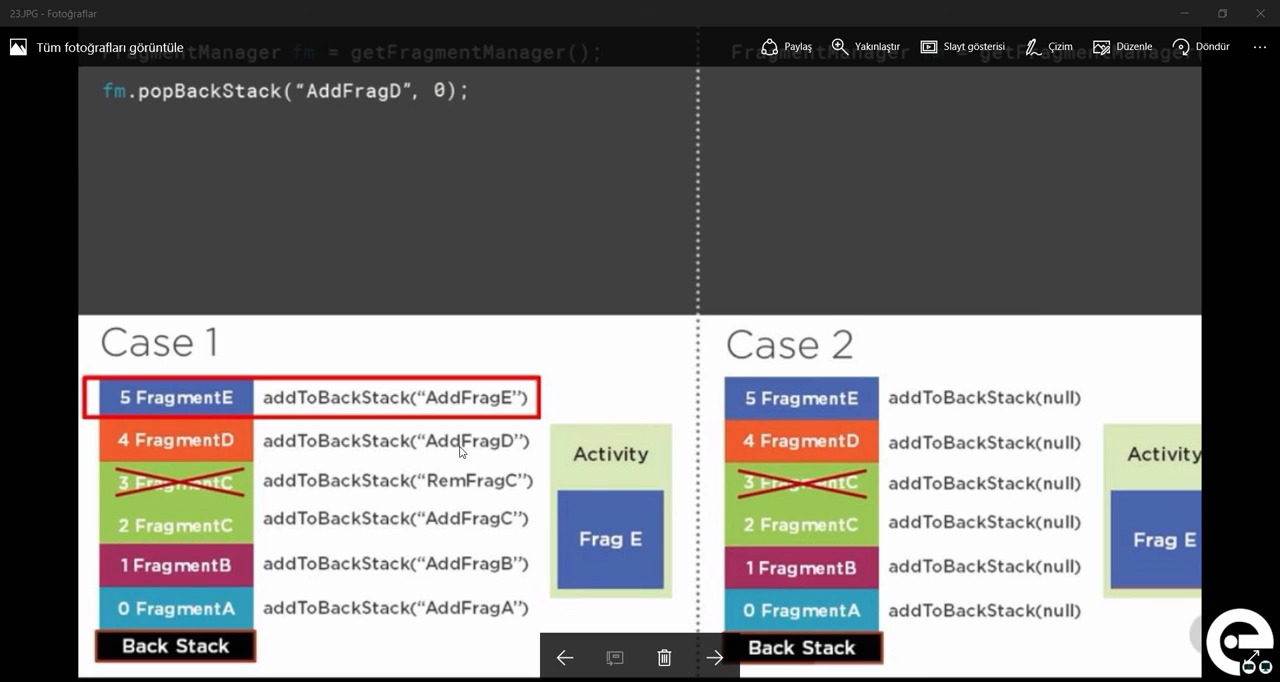 23.JPG - Fotoğraflar
Tüm fotoğrafları görüntüle
Paylaş
Yakınlaştır
Slayt gösterisi
Çizim
Düzenle
Döndür
FragmentManager fm = getFragmentManager();
FragmentManager fm = getFragmentManager
fm.popBackStack("AddFragD", 0);
Case 1
5 FragmentE addToBackStack("AddFragE")
4 FragmentD addToBackStack("AddFragD")
3 FragmentC addToBackStack("RemFragC")
2 FragmentC addToBackStack("AddFragC")
1 FragmentB addToBackStack("AddFragB")
0 FragmentA addToBackStack("AddFragA")
Back Stack
Activity
Frag E
Case 2
5 FragmentE addToBackStack(null)
4 FragmentD addToBackStack(null)
3 FragmentC addToBackStack(null)
2 FragmentC addToBackStack(null)
1 FragmentB addToBackStack(null)
0 FragmentA addToBackStack(null)
Back Stack
Activity
Frag E